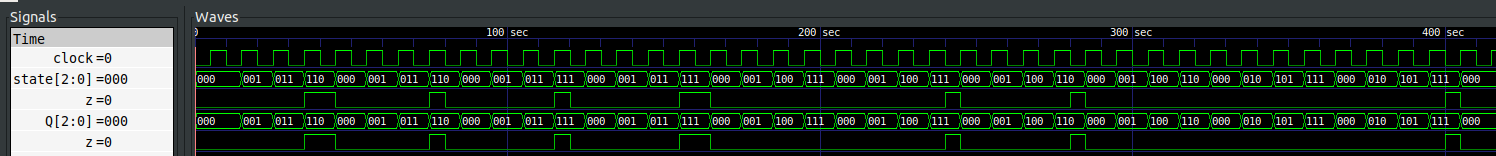 Signals
Waves
Time
0
100 sec
200 sec
300 sec
400 sec
clock=0
state[2:0]=000
000 001 011 110 000 001 011 110 000 001 011 111 000 001 011 111 000 001 100 111 000 001 100 111 000 001 100 110 000 001 100 110 000 010 101 111 000 010 101 111 000
z=0
Q[2:0]=000
000 001 011 110 000 001 011 110 000 001 011 111 000 001 011 111 000 001 100 111 000 001 100 111 000 001 100 110 000 001 100 110 000 010 101 111 000 010 101 111 000
z=0